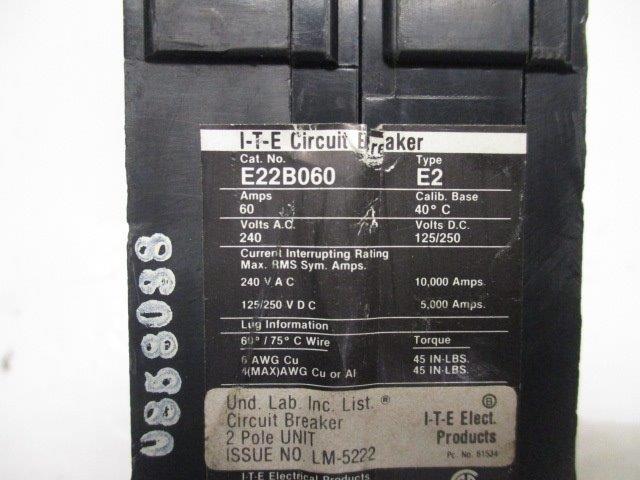 I-T-E Circuit Breaker
Cat. No. Type
E22B060 E2
Amps Calib. Base
60 40° C
Volts A.C. Volts D.C.
240 125/250
Current Interrupting Rating
Max. RMS Sym. Amps.
240 V A C 10,000 Amps.
125/250 V D C 5,000 Amps.
Lug Information
60° / 75° C Wire Torque
6 AWG Cu 45 IN-LBS.
4(MAX)AWG Cu or Al 45 IN-LBS.
Und. Lab. Inc. List. ®
Circuit Breaker
2 Pole UNIT
ISSUE NO. LM-5222
B
I-T-E Elect.
Products
Pc. No. 61534
I-T-E Electrical Products